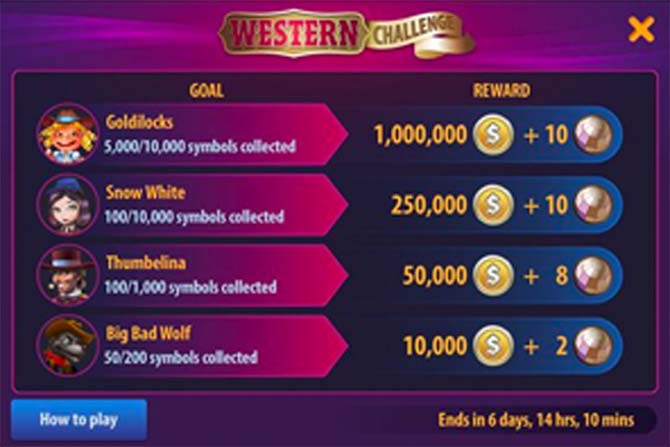 WESTERN CHALLENGE
GOAL REWARD
Goldilocks
5,000/10,000 symbols collected
1,000,000 $ + 10
Snow White
100/10,000 symbols collected
250,000 $ + 10
Thumbelina
100/1,000 symbols collected
50,000 $ + 8
Big Bad Wolf
50/200 symbols collected
10,000 $ + 2
How to play
Ends in 6 days, 14 hrs, 10 mins